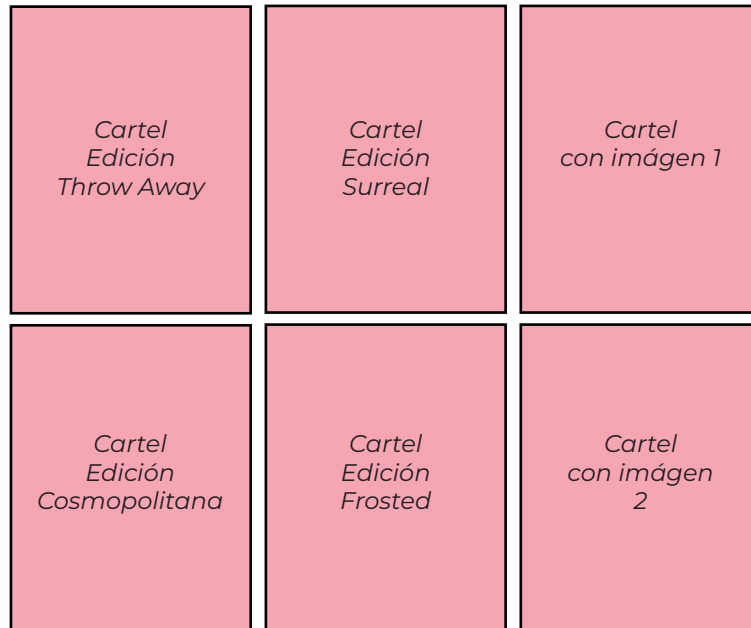 Cartel
Edición
Throw Away
Cartel
Edición
Surreal
Cartel
con imágen 1
Cartel
Edición
Cosmopolitana
Cartel
Edición
Frosted
Cartel
con imágen
2